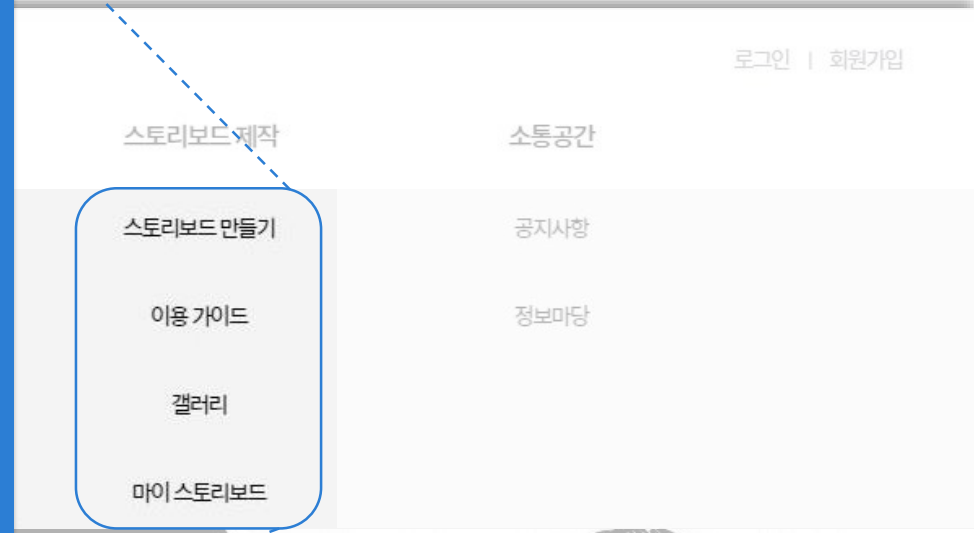 로그인 | 회원가입
스토리보드 제작 소통공간
스토리보드 만들기 공지사항
이용 가이드 정보마당
갤러리
마이 스토리보드